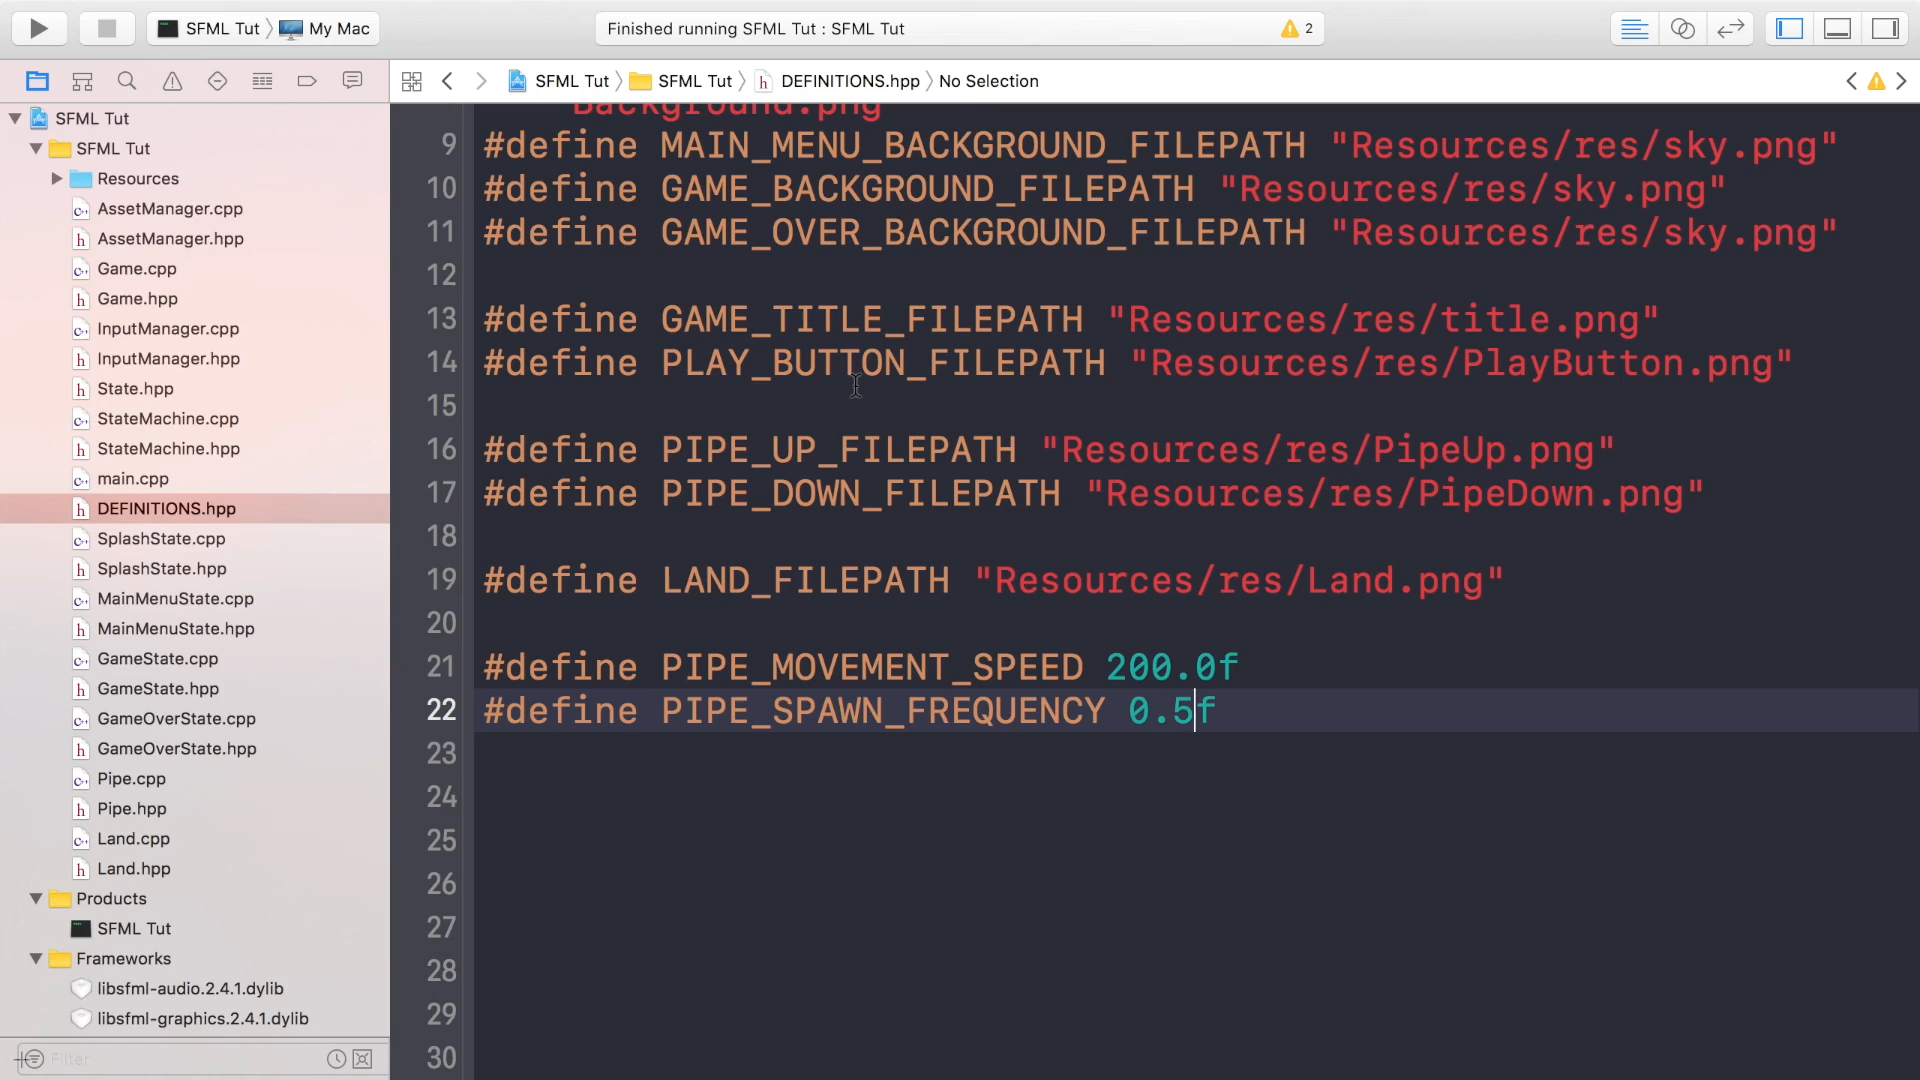 SFML Tut My Mac
Finished running SFML Tut : SFML Tut
2
SFML Tut SFML Tut DEFINITIONS.hpp No Selection
SFML Tut
SFML Tut
Resources
AssetManager.cpp
AssetManager.hpp
Game.cpp
Game.hpp
InputManager.cpp
InputManager.hpp
State.hpp
StateMachine.cpp
StateMachine.hpp
main.cpp
DEFINITIONS.hpp
SplashState.cpp
SplashState.hpp
MainMenuState.cpp
MainMenuState.hpp
GameState.cpp
GameState.hpp
GameOverState.cpp
GameOverState.hpp
Pipe.cpp
Pipe.hpp
Land.cpp
Land.hpp
Products
SFML Tut
Frameworks
libsfml-audio.2.4.1.dylib
libsfml-graphics.2.4.1.dylib
Filter
Background.png
9 #define MAIN_MENU_BACKGROUND_FILEPATH "Resources/res/sky.png"
10 #define GAME_BACKGROUND_FILEPATH "Resources/res/sky.png"
11 #define GAME_OVER_BACKGROUND_FILEPATH "Resources/res/sky.png"
12
13 #define GAME_TITLE_FILEPATH "Resources/res/title.png"
14 #define PLAY_BUTTON_FILEPATH "Resources/res/PlayButton.png"
15
16 #define PIPE_UP_FILEPATH "Resources/res/PipeUp.png"
17 #define PIPE_DOWN_FILEPATH "Resources/res/PipeDown.png"
18
19 #define LAND_FILEPATH "Resources/res/Land.png"
20
21 #define PIPE_MOVEMENT_SPEED 200.0f
22 #define PIPE_SPAWN_FREQUENCY 0.5f
23
24
25
26
27
28
29
30